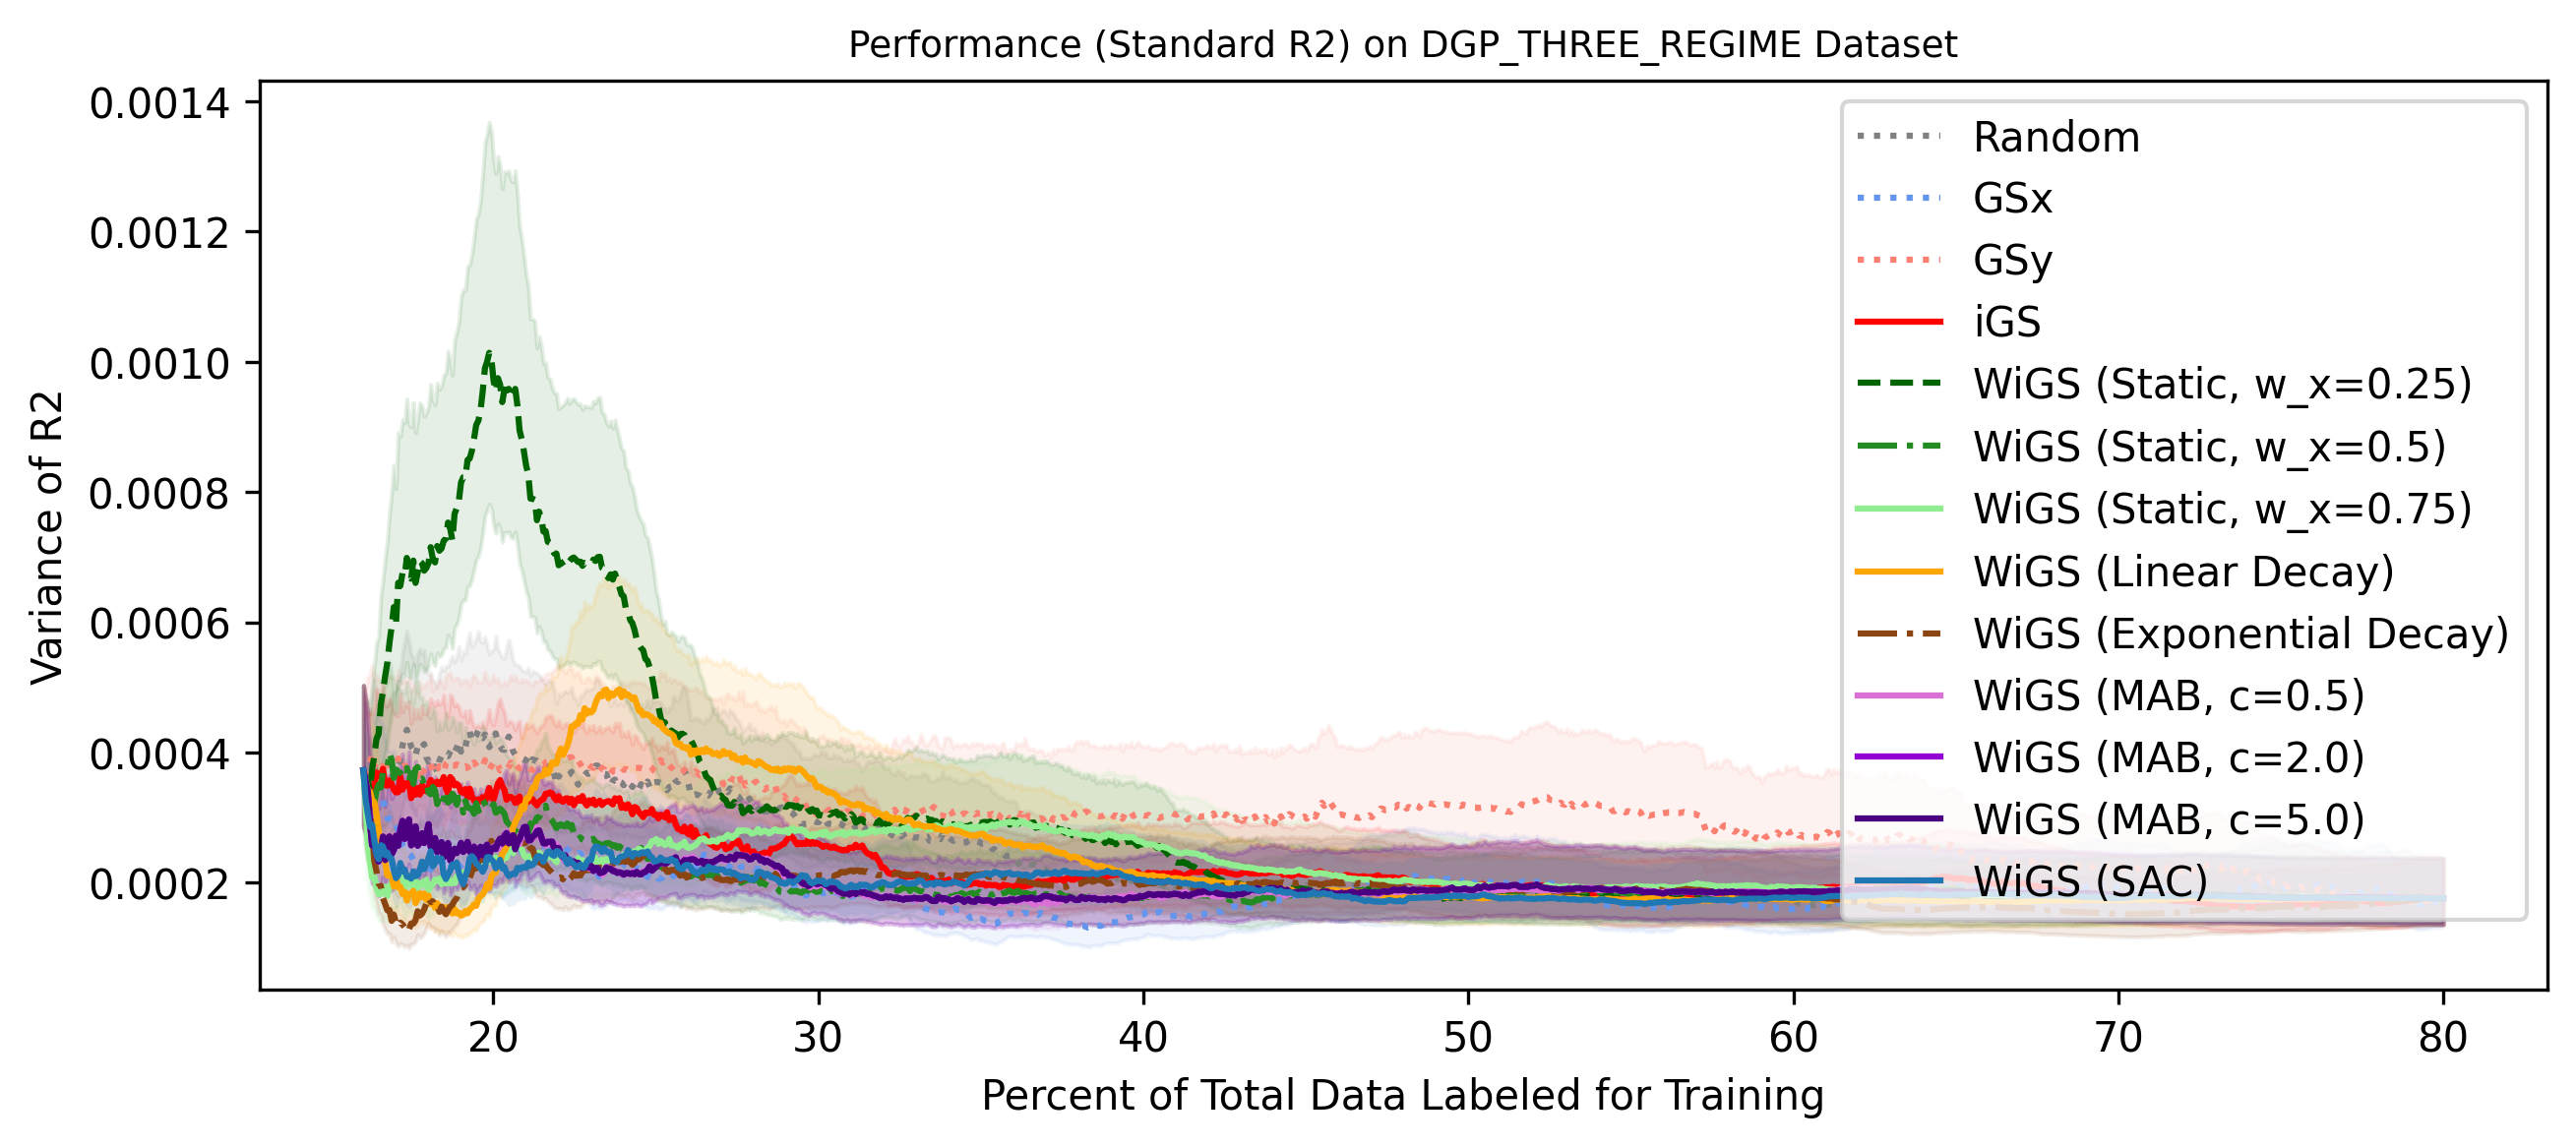 Performance (Standard R2) on DGP_THREE_REGIME Dataset
Variance of R2
0.0014
0.0012
0.0010
0.0008
0.0006
0.0004
0.0002
20 30 40 50 60 70 80
Percent of Total Data Labeled for Training
Random
GSx
GSy
iGS
WiGS (Static, w_x=0.25)
WiGS (Static, w_x=0.5)
WiGS (Static, w_x=0.75)
WiGS (Linear Decay)
WiGS (Exponential Decay)
WiGS (MAB, c=0.5)
WiGS (MAB, c=2.0)
WiGS (MAB, c=5.0)
WiGS (SAC)